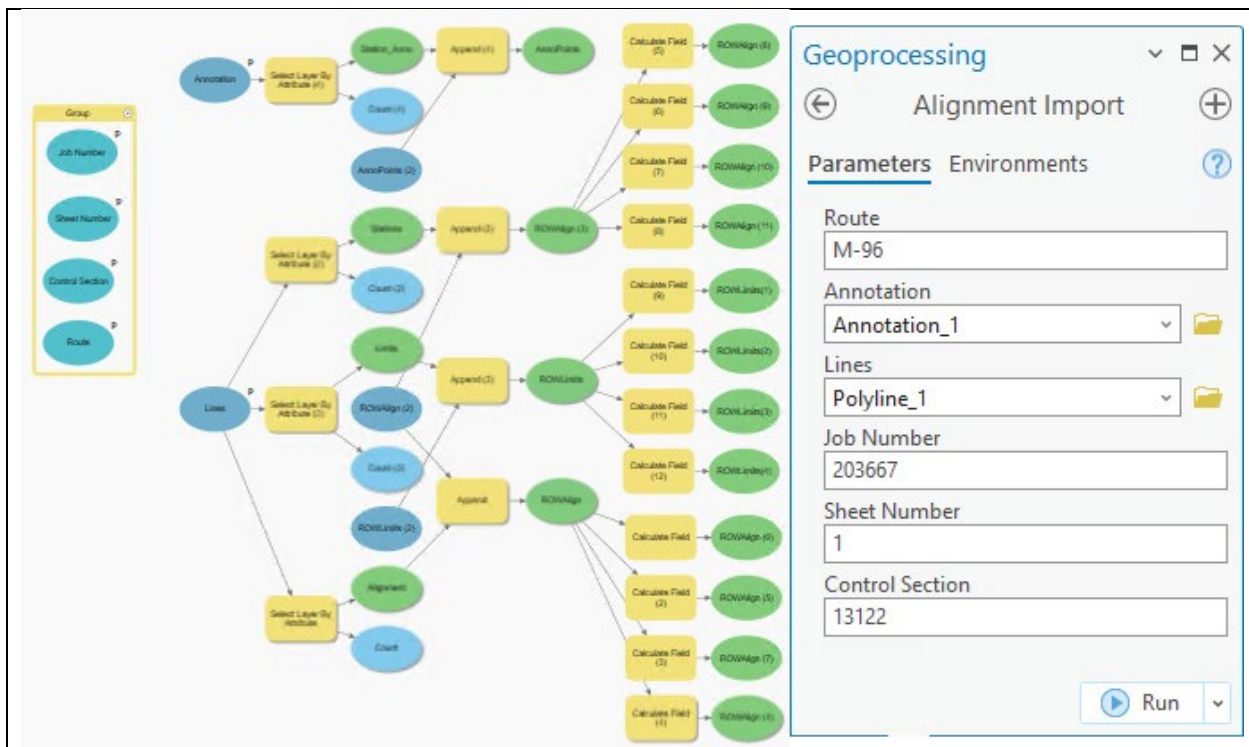 Group
Job Number
P
Sheet Number
P
Control Section
P
Route
P
Annotation
P
Select Layer By
Attribute (4)
Station_Anno
Count (4)
Append (4)
AnnoPoints
AnnoPoints (2)
Select Layer By
Attribute (2)
Stations
Count (2)
Append (2)
ROWAlign (3)
Lines
P
Select Layer By
Attribute (3)
Limits
ROWAlign (2)
Count (3)
ROWLimits (2)
Append (3)
ROWLimits
Select Layer By
Attribute
Alignment
Count
Append
ROWAlign
Calculate Field
(5)
ROWAlign (8)
Calculate Field
(6)
ROWAlign (9)
Calculate Field
(7)
ROWAlign (10)
Calculate Field
(8)
ROWAlign (11)
Calculate Field
(9)
ROWLimits(1)
Calculate Field
(10)
ROWLimits(2)
Calculate Field
(11)
ROWLimits(3)
Calculate Field
(12)
ROWLimits(4)
Calculate Field
ROWAlign (6)
Calculate Field
(2)
ROWAlign (5)
Calculate Field
(3)
ROWAlign (7)
Calculate Field
ROWAlign
Geoprocessing
Alignment Import
Parameters Environments
Route
M-96
Annotation
Annotation_1
Lines
Polyline_1
Job Number
203667
Sheet Number
1
Control Section
13122
Run